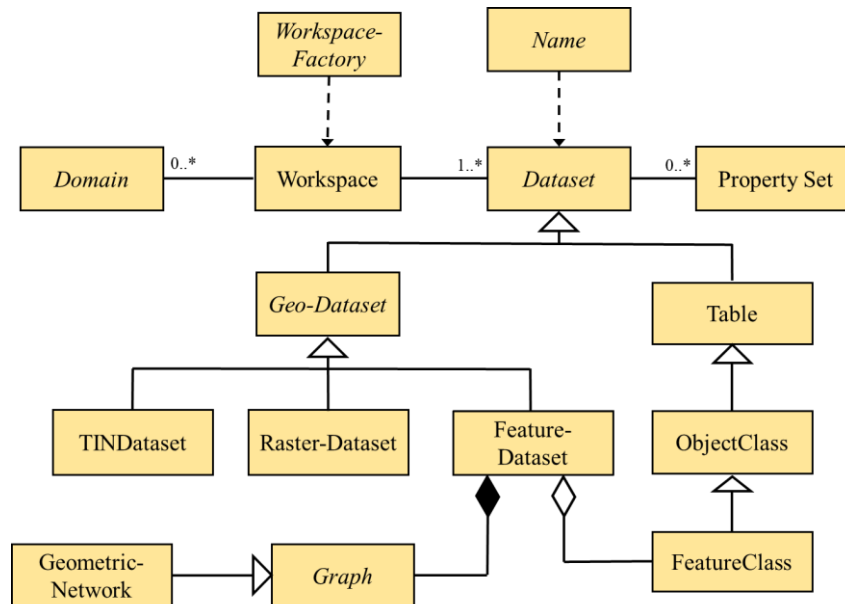 Workspace-
Factory
Name
0..*
1..*
0..*
Domain
Workspace
Dataset
Property Set
Geo-Dataset
Table
TINDataset
Raster-Dataset
Feature-
Dataset
ObjectClass
Geometric-
Network
Graph
FeatureClass